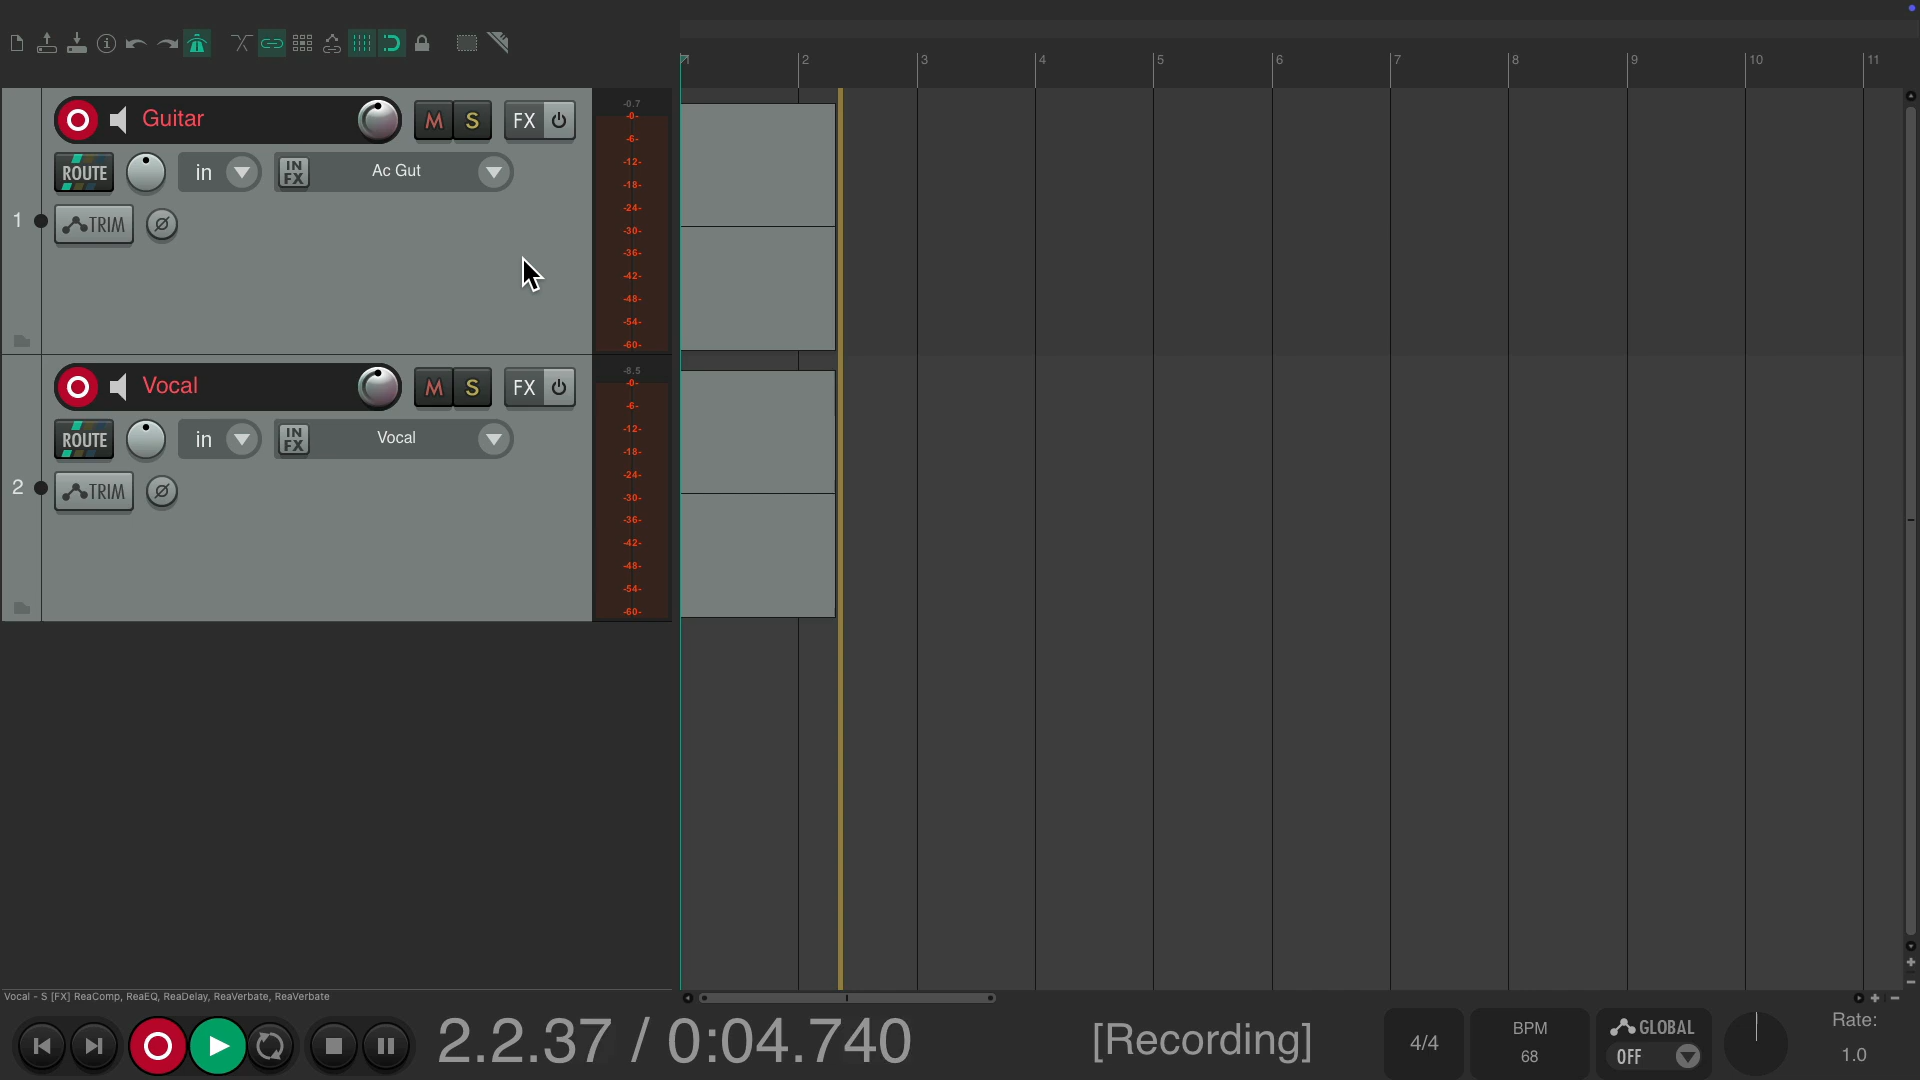 1 2 3 4 5 6 7 8 9 10 11
Guitar M S FX
ROUTE in IN FX Ac Gut
1 TRIM
-0.7
-0-
-6-
-12-
-18-
-24-
-30-
-36-
-42-
-48-
-54-
-60-
Vocal M S FX
ROUTE in IN FX Vocal
2 TRIM
-8.5
-0-
-6-
-12-
-18-
-24-
-30-
-36-
-42-
-48-
-54-
-60-
Vocal - S [FX] ReaComp, ReaEQ, ReaDelay, ReaVerbate, ReaVerbate
2.2.37 / 0:04.740
[Recording]
4/4
BPM
68
GLOBAL
OFF
Rate:
1.0